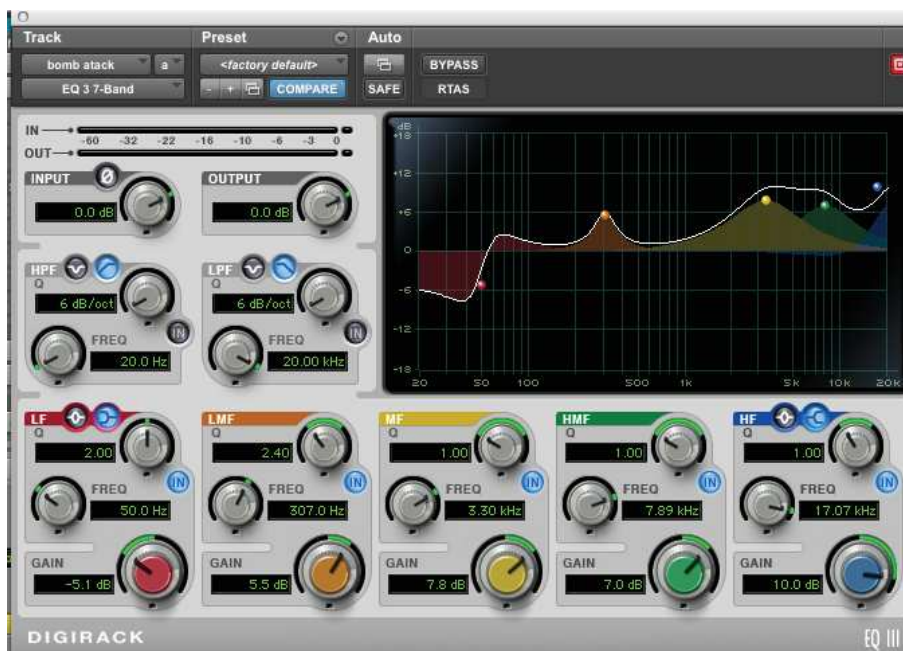 Track Preset Auto
bomb atack a <factory default> BYPASS
EQ 3 7-Band - + COMPARE SAFE RTAS
IN
-60 -32 -22 -16 -10 -6 -3 0
OUT
INPUT Ø OUTPUT
0.0 dB 0.0 dB
HPF LPF
Q Q
6 dB/oct 6 dB/oct
IN IN
FREQ FREQ
20.0 Hz 20.00 kHz
dB
+18
+12
+6
0
-6
-12
-18
20 50 100 500 1k 5k 10k 20k
LF LMF MF HMF HF
Q Q Q Q Q
2.00 2.40 1.00 1.00 1.00
IN IN IN IN IN
FREQ FREQ FREQ FREQ FREQ
50.0 Hz 307.0 Hz 3.30 kHz 7.89 kHz 17.07 kHz
GAIN GAIN GAIN GAIN GAIN
-5.1 dB 5.5 dB 7.8 dB 7.0 dB 10.0 dB
DIGIRACK EQ III